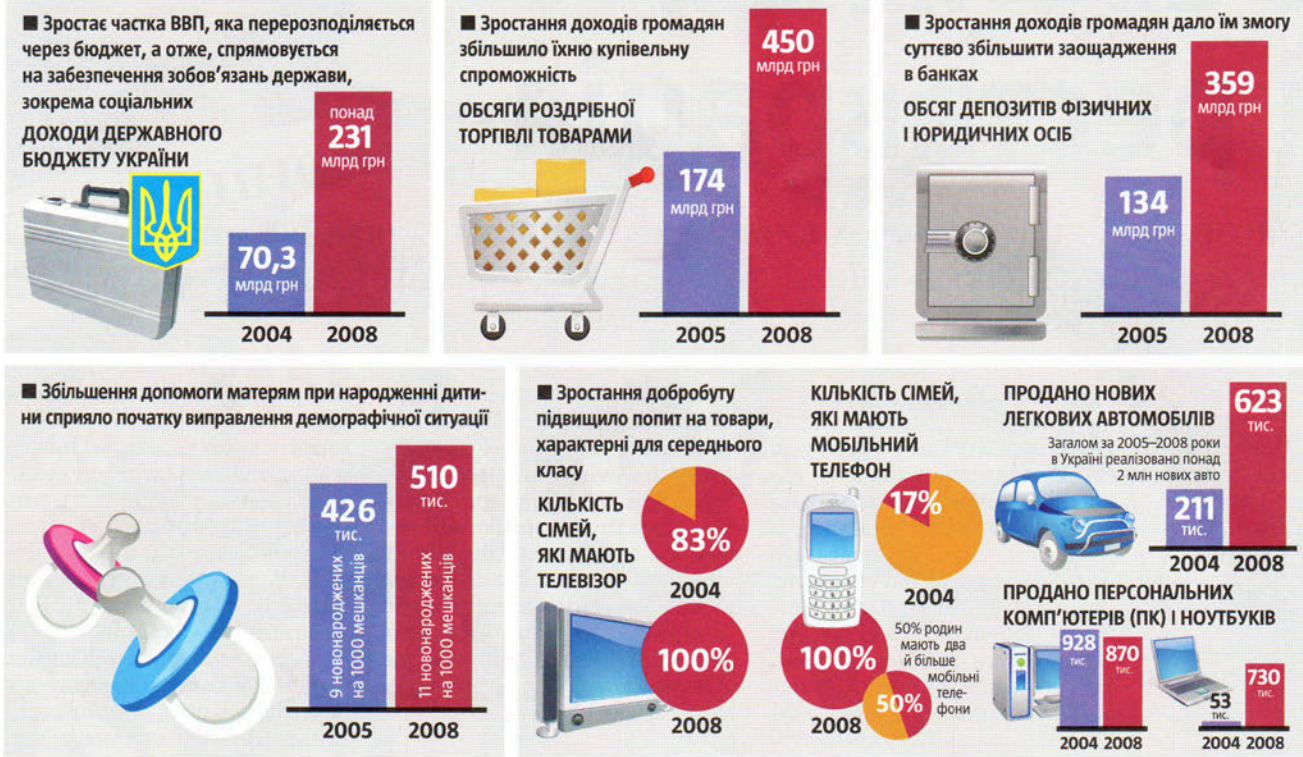 ■ Зростає частка ВВП, яка перерозподіляється
через бюджет, а отже, спрямовується
на забезпечення зобов’язань держави,
зокрема соціальних
ДОХОДИ ДЕРЖАВНОГО
БЮДЖЕТУ УКРАЇНИ
70,3
млрд грн
2004
понад
231
млрд грн
2008
■ Зростання доходів громадян
збільшило їхню купівельну
спроможність
ОБСЯГИ РОЗДРІБНОЇ
ТОРГІВЛІ ТОВАРАМИ
174
млрд грн
2005
450
млрд грн
2008
■ Зростання доходів громадян дало їм змогу
суттєво збільшити заощадження
в банках
ОБСЯГ ДЕПОЗИТІВ ФІЗИЧНИХ
І ЮРИДИЧНИХ ОСІБ
134
млрд грн
2005
359
млрд грн
2008
■ Збільшення допомоги матерям при народженні дити-
ни сприяло початку виправлення демографічної ситуації
426
тис.
9 новонароджених
на 1000 мешканців
2005
510
тис.
11 новонароджених
на 1000 мешканців
2008
■ Зростання добробуту
підвищило попит на товари,
характерні для середнього
класу
КІЛЬКІСТЬ
СІМЕЙ,
ЯКІ МАЮТЬ
ТЕЛЕВІЗОР
83%
2004
100%
2008
КІЛЬКІСТЬ СІМЕЙ,
ЯКІ МАЮТЬ
МОБІЛЬНИЙ
ТЕЛЕФОН
17%
2004
100%
2008
50% родин
мають два
й більше
мобільні
теле-
фони
50%
ПРОДАНО НОВИХ
ЛЕГКОВИХ АВТОМОБІЛІВ
Загалом за 2005–2008 роки
в Україні реалізовано понад
2 млн нових авто
211
тис.
2004
623
тис.
2008
ПРОДАНО ПЕРСОНАЛЬНИХ
КОМП’ЮТЕРІВ (ПК) І НОУТБУКІВ
928
тис.
870
тис.
2004 2008
53
тис.
730
тис.
2004 2008